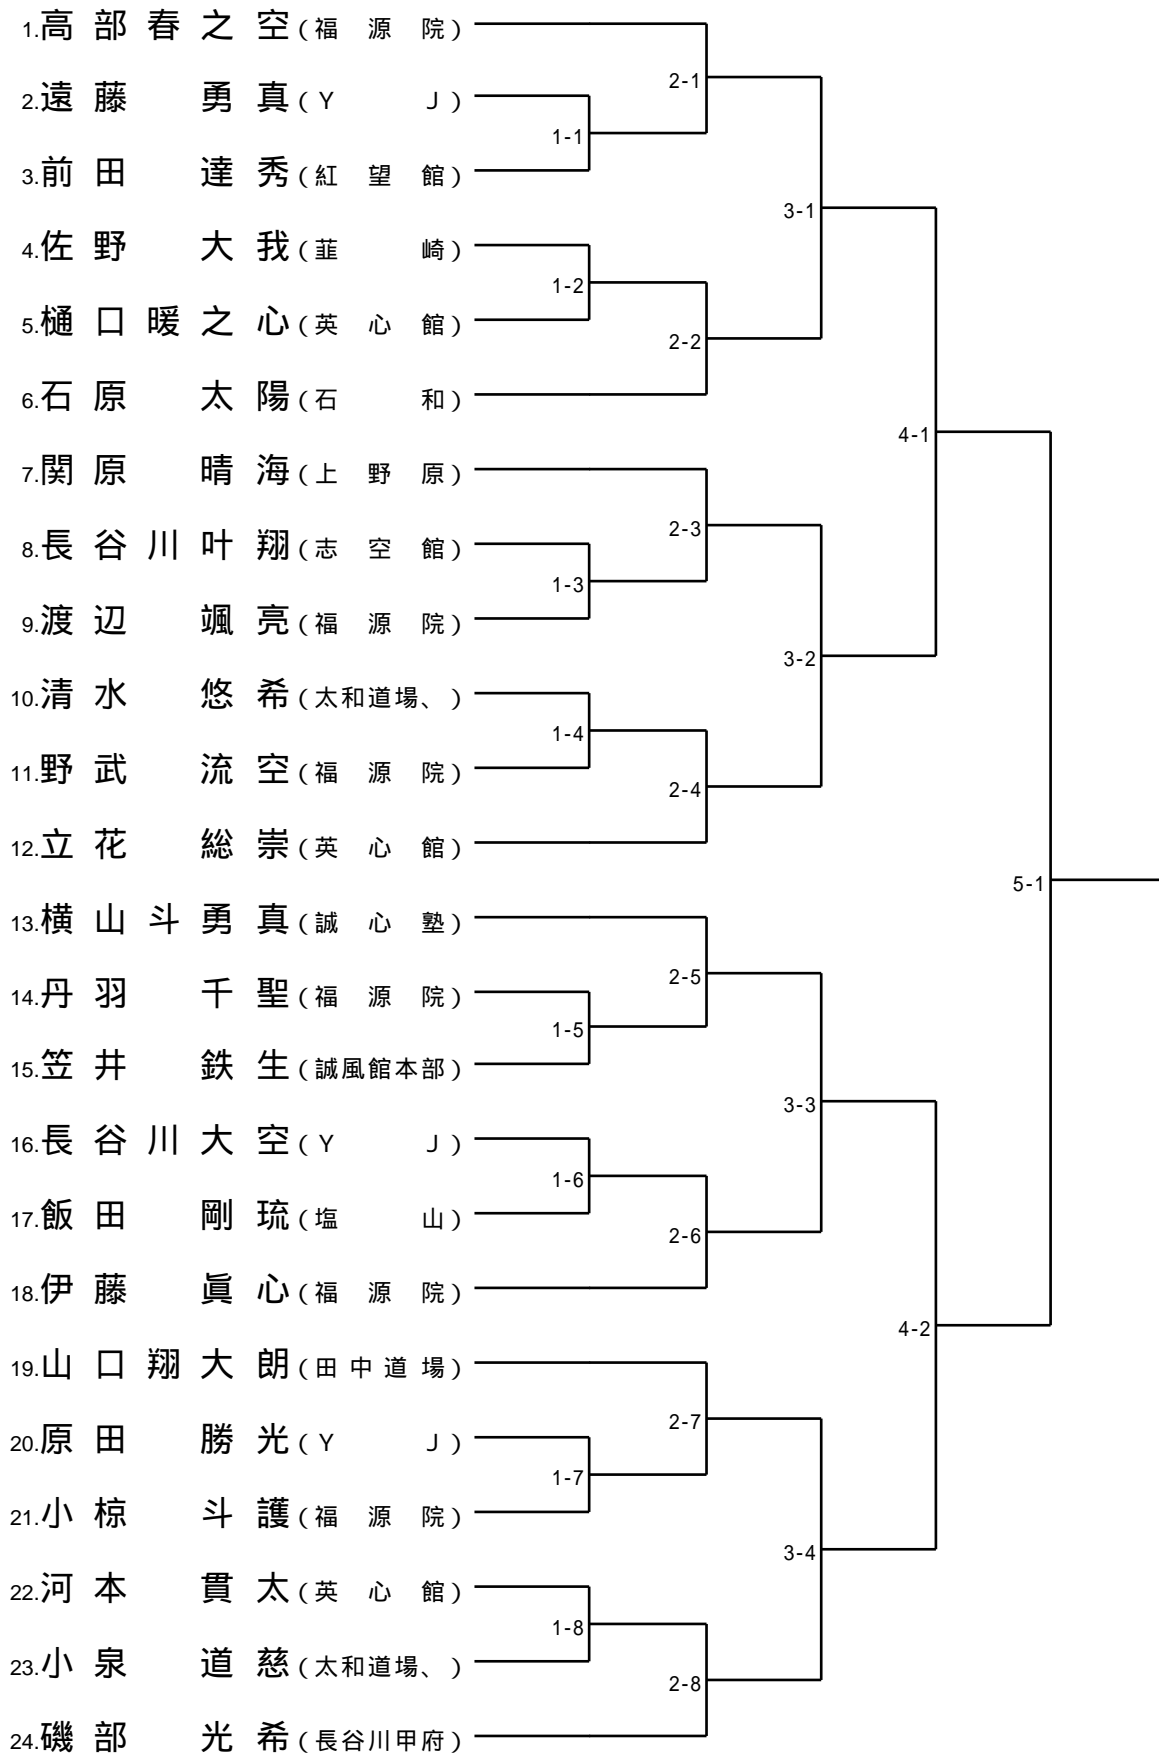 1.高部春之空(福源院)
2-1
2.遠藤勇真(YJ)
1-1
3.前田達秀(紅望館)
3-1
4.佐野大我(韮崎)
1-2
5.樋口暖之心(英心館)
2-2
6.石原太陽(石和)
4-1
7.関原晴海(上野原)
2-3
8.長谷川叶翔(志空館)
1-3
9.渡辺颯亮(福源院)
3-2
10.清水悠希(太和道場、)
1-4
11.野武流空(福源院)
2-4
12.立花総崇(英心館)
5-1
13.横山斗勇真(誠心塾)
2-5
14.丹羽千聖(福源院)
1-5
15.笠井鉄生(誠風館本部)
3-3
16.長谷川大空(YJ)
1-6
17.飯田剛琉(塩山)
2-6
18.伊藤眞心(福源院)
4-2
19.山口翔大朗(田中道場)
2-7
20.原田勝光(YJ)
1-7
21.小椋斗護(福源院)
3-4
22.河本貫太(英心館)
1-8
23.小泉道慈(太和道場、)
2-8
24.磯部光希(長谷川甲府)